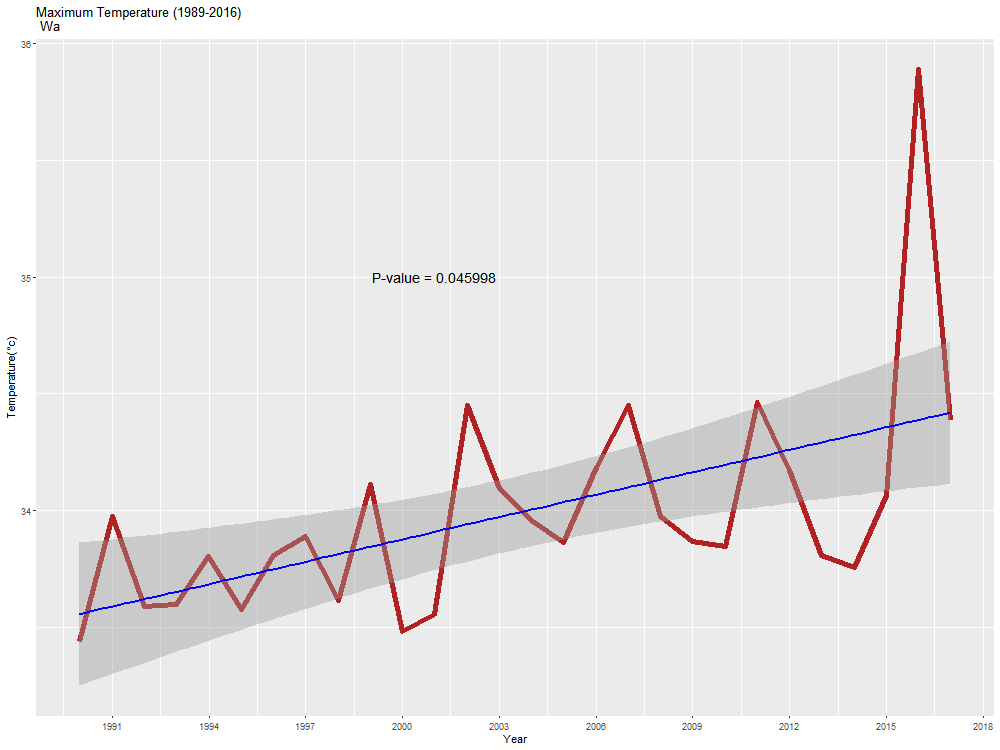 Maximum Temperature (1989-2016)
Wa
36
35
34
P-value = 0.045998
Temperature(°c)
1991 1994 1997 2000 2003 2006 2009 2012 2015 2018
Year